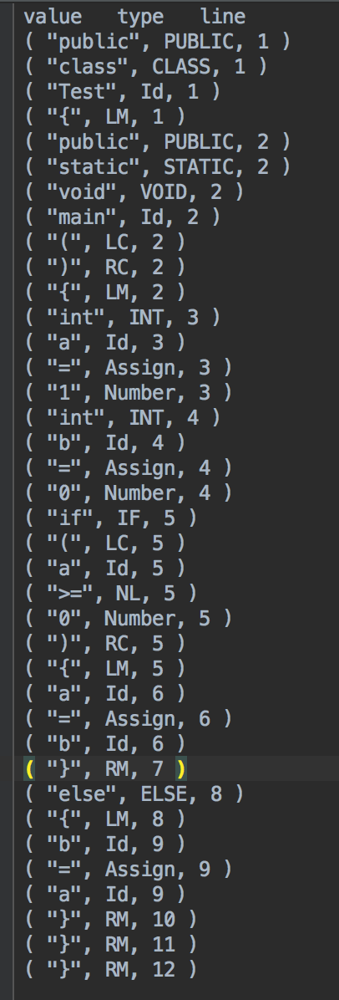 value   type   line
( "public", PUBLIC, 1 )
( "class", CLASS, 1 )
( "Test", Id, 1 )
( "{", LM, 1 )
( "public", PUBLIC, 2 )
( "static", STATIC, 2 )
( "void", VOID, 2 )
( "main", Id, 2 )
( "(", LC, 2 )
( ")", RC, 2 )
( "{", LM, 2 )
( "int", INT, 3 )
( "a", Id, 3 )
( "=", Assign, 3 )
( "1", Number, 3 )
( "int", INT, 4 )
( "b", Id, 4 )
( "=", Assign, 4 )
( "0", Number, 4 )
( "if", IF, 5 )
( "(", LC, 5 )
( "a", Id, 5 )
( ">=", NL, 5 )
( "0", Number, 5 )
( ")", RC, 5 )
( "{", LM, 5 )
( "a", Id, 6 )
( "=", Assign, 6 )
( "b", Id, 6 )
( "}", RM, 7 )
( "else", ELSE, 8 )
( "{", LM, 8 )
( "b", Id, 9 )
( "=", Assign, 9 )
( "a", Id, 9 )
( "}", RM, 10 )
( "}", RM, 11 )
( "}", RM, 12 )